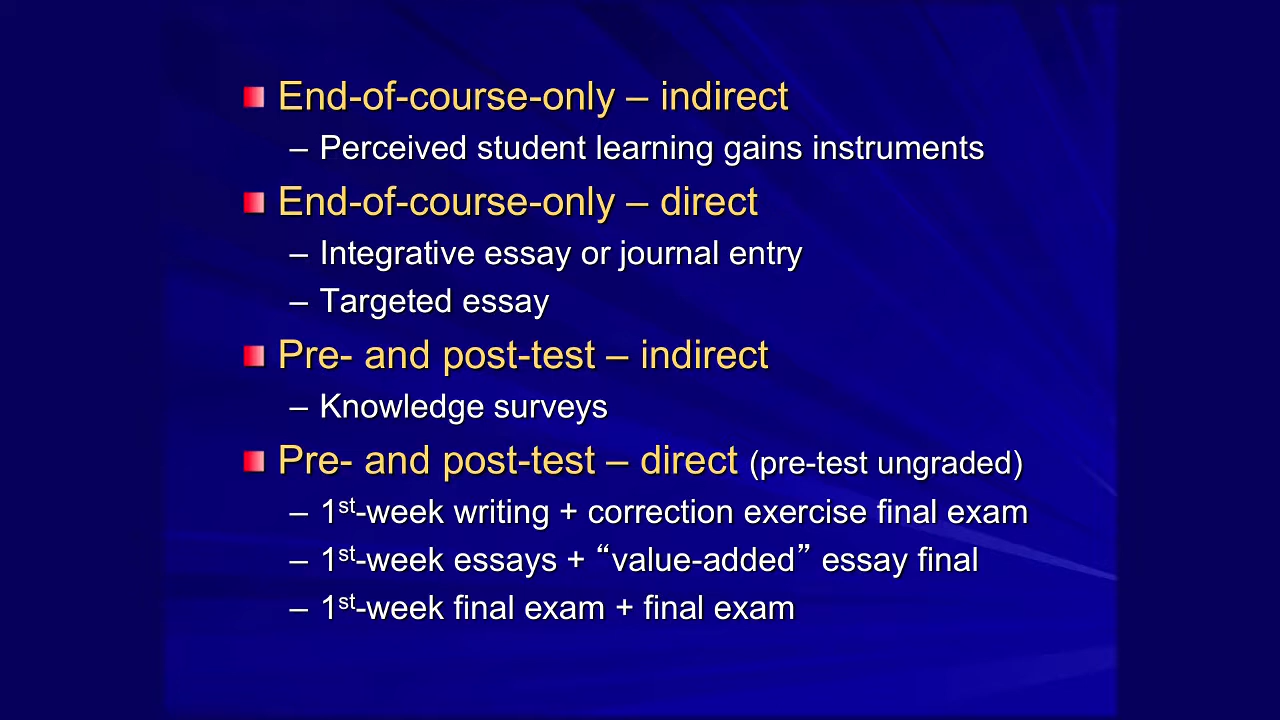 End-of-course-only – indirect
– Perceived student learning gains instruments
End-of-course-only – direct
– Integrative essay or journal entry
– Targeted essay
Pre- and post-test – indirect
– Knowledge surveys
Pre- and post-test – direct (pre-test ungraded)
– 1st-week writing + correction exercise final exam
– 1st-week essays + “value-added” essay final
– 1st-week final exam + final exam